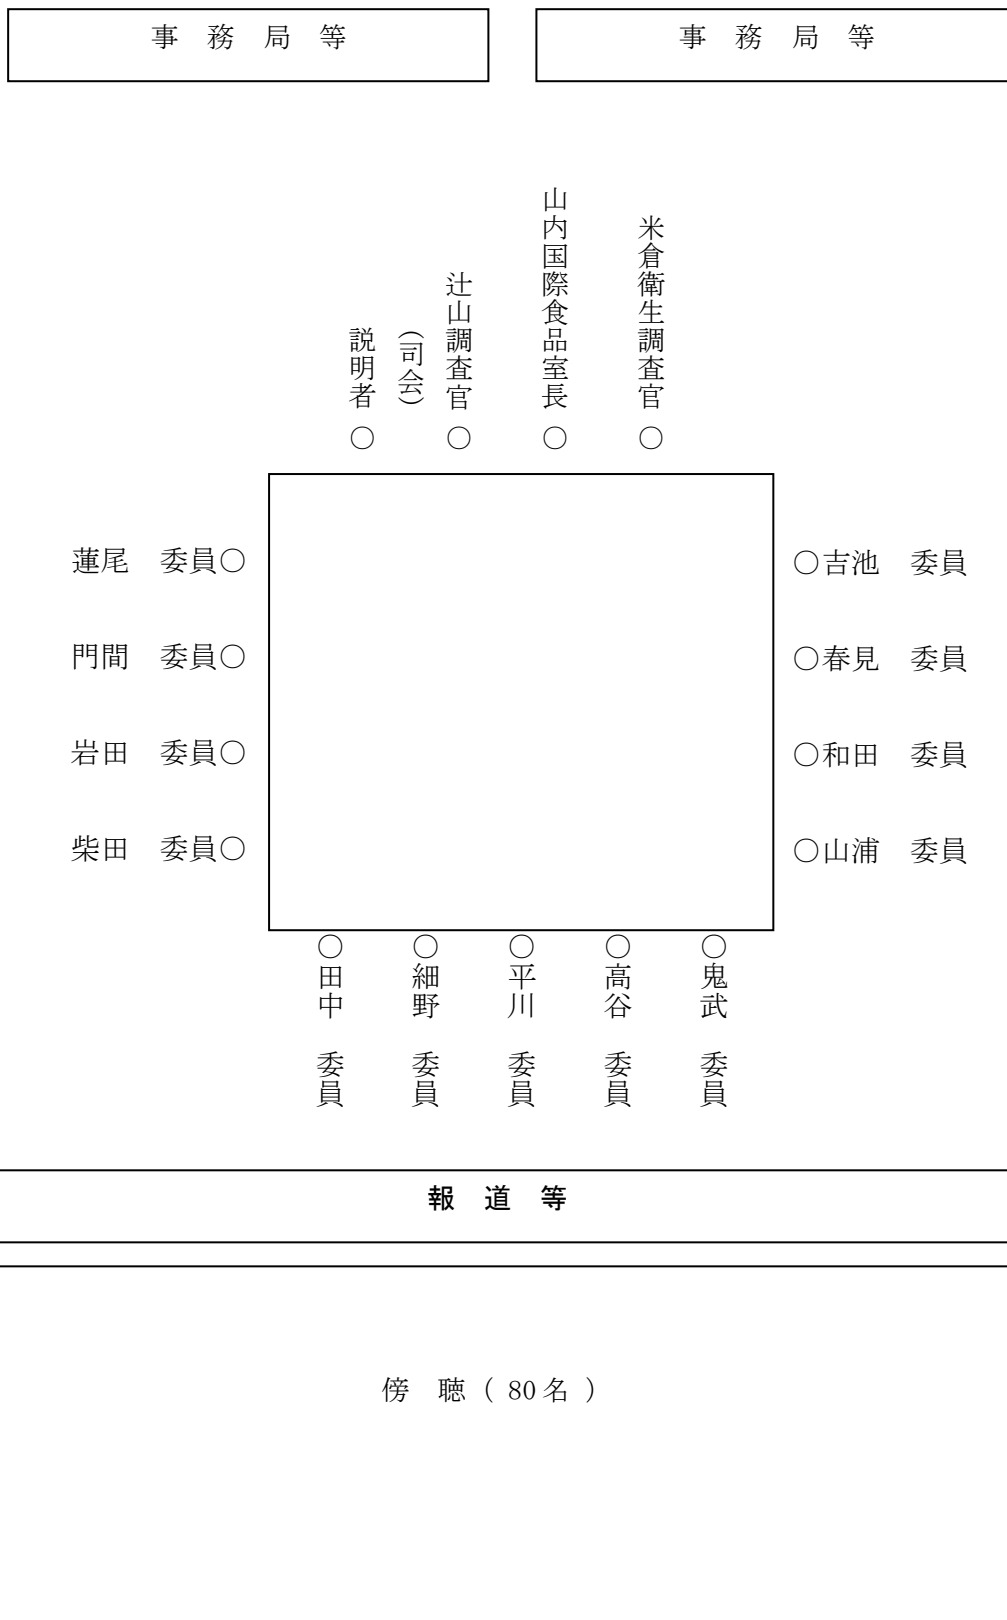 事　務　局　等
事　務　局　等
米倉衛生調査官○
山内国際食品室長○
辻山調査官○
（司会）
説明者○
蓮尾　委員○
○吉池　委員
門間　委員○
○春見　委員
岩田　委員○
○和田　委員
柴田　委員○
○山浦　委員
○鬼武　委員
○高谷　委員
○平川　委員
○細野　委員
○田中　委員
報　道　等
傍　聴（ 80名 ）